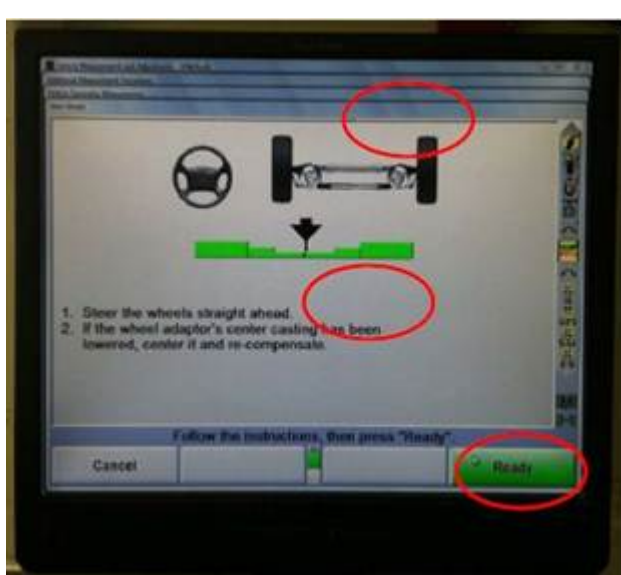 1. Steer the wheels straight ahead.
2. If the wheel adaptor's center casting has been
lowered, center it and re-compensate.
Follow the instructions, then press "Ready".
Cancel
Ready